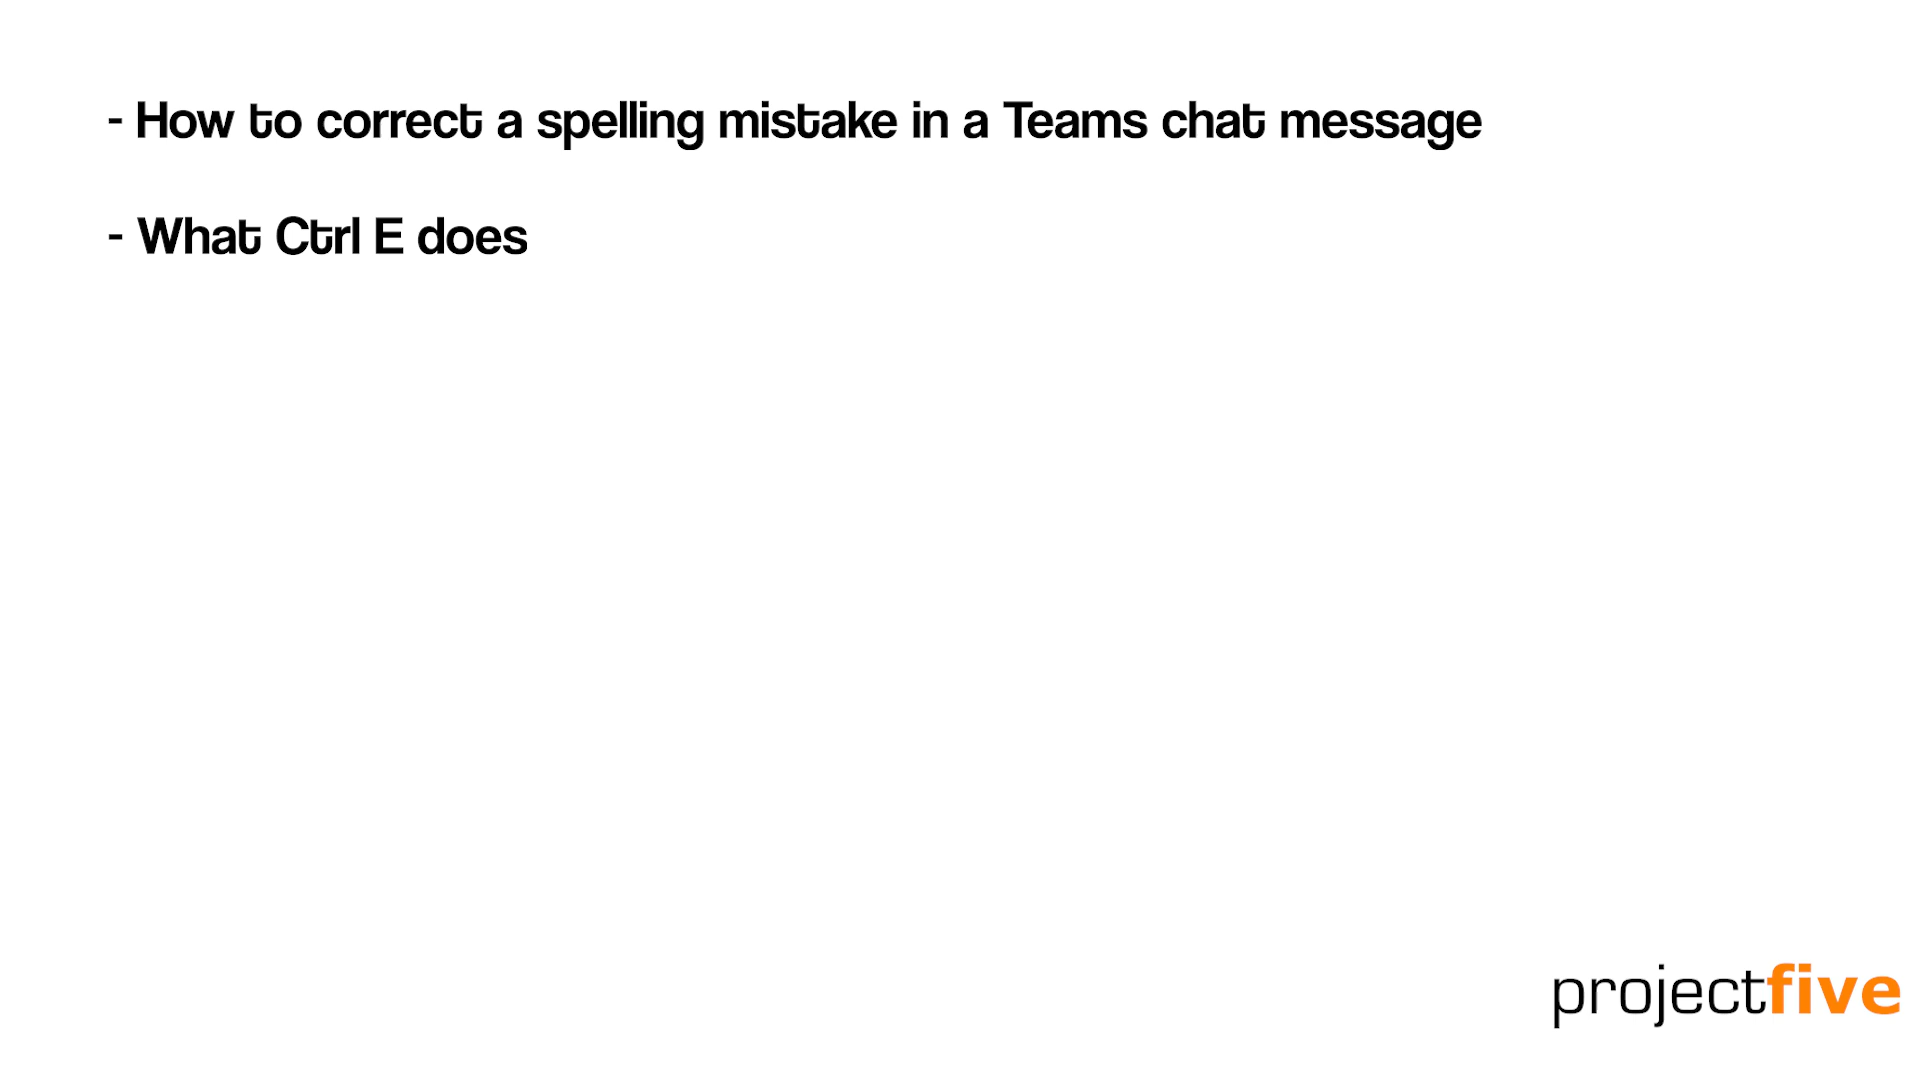 - How to correct a spelling mistake in a Teams chat message
- What Ctrl E does
projectfive